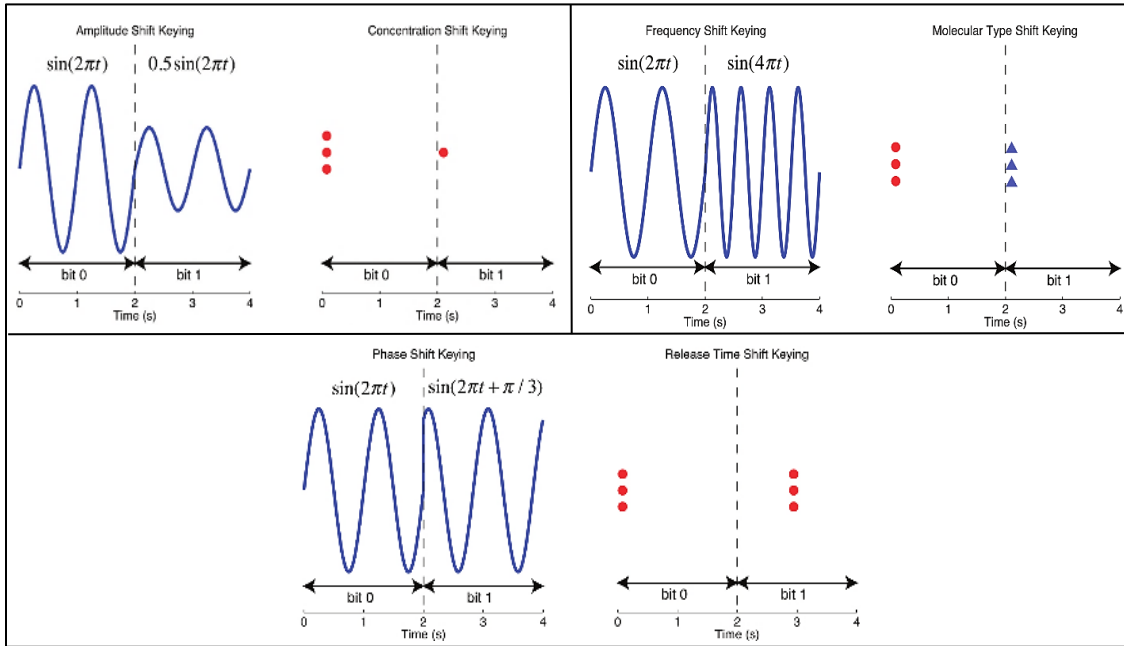 Amplitude Shift Keying
sin(2πt) 0.5sin(2πt)
bit 0 bit 1
0 1 2 3 4
Time (s)
Concentration Shift Keying
bit 0 bit 1
0 1 2 3 4
Time (s)
Frequency Shift Keying
sin(2πt) sin(4πt)
bit 0 bit 1
0 1 2 3 4
Time (s)
Molecular Type Shift Keying
bit 0 bit 1
0 1 2 3 4
Time (s)
Phase Shift Keying
sin(2πt) sin(2πt + π / 3)
bit 0 bit 1
0 1 2 3 4
Time (s)
Release Time Shift Keying
bit 0 bit 1
0 1 2 3 4
Time (s)